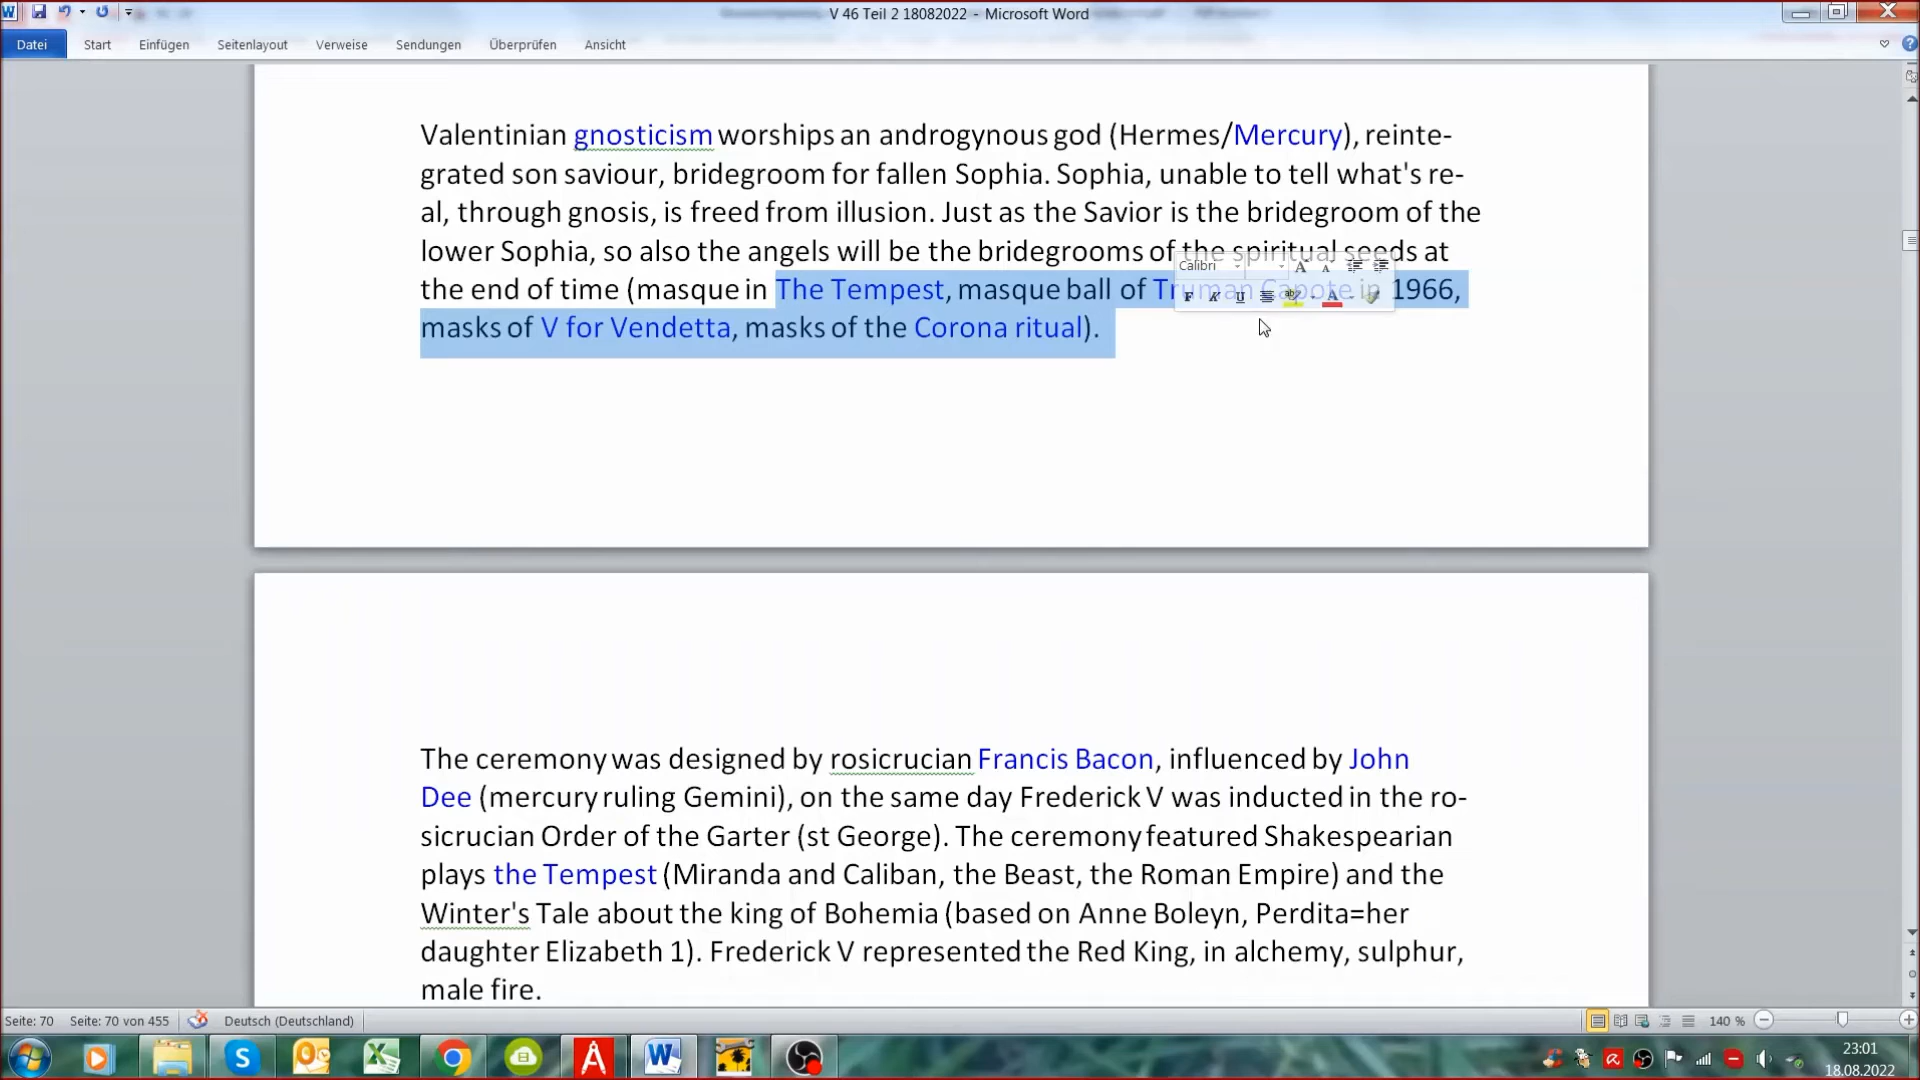 V 46 Teil 2 18082022 - Microsoft Word
Datei Start Einfügen Seitenlayout Verweise Sendungen Überprüfen Ansicht
Valentinian gnosticism worships an androgynous god (Hermes/Mercury), reinte-
grated son saviour, bridegroom for fallen Sophia. Sophia, unable to tell what's re-
al, through gnosis, is freed from illusion. Just as the Savior is the bridegroom of the
lower Sophia, so also the angels will be the bridegrooms of the spiritual seeds at
Calibri
the end of time (masque in The Tempest, masque ball of Truman Capote in 1966,
masks of V for Vendetta, masks of the Corona ritual).
The ceremony was designed by rosicrucian Francis Bacon, influenced by John
Dee (mercury ruling Gemini), on the same day Frederick V was inducted in the ro-
sicrucian Order of the Garter (st George). The ceremony featured Shakespearian
plays the Tempest (Miranda and Caliban, the Beast, the Roman Empire) and the
Winter's Tale about the king of Bohemia (based on Anne Boleyn, Perdita=her
daughter Elizabeth 1). Frederick V represented the Red King, in alchemy, sulphur,
male fire.
Seite: 70 Seite: 70 von 455 Deutsch (Deutschland) 140 %
23:01
18.08.2022